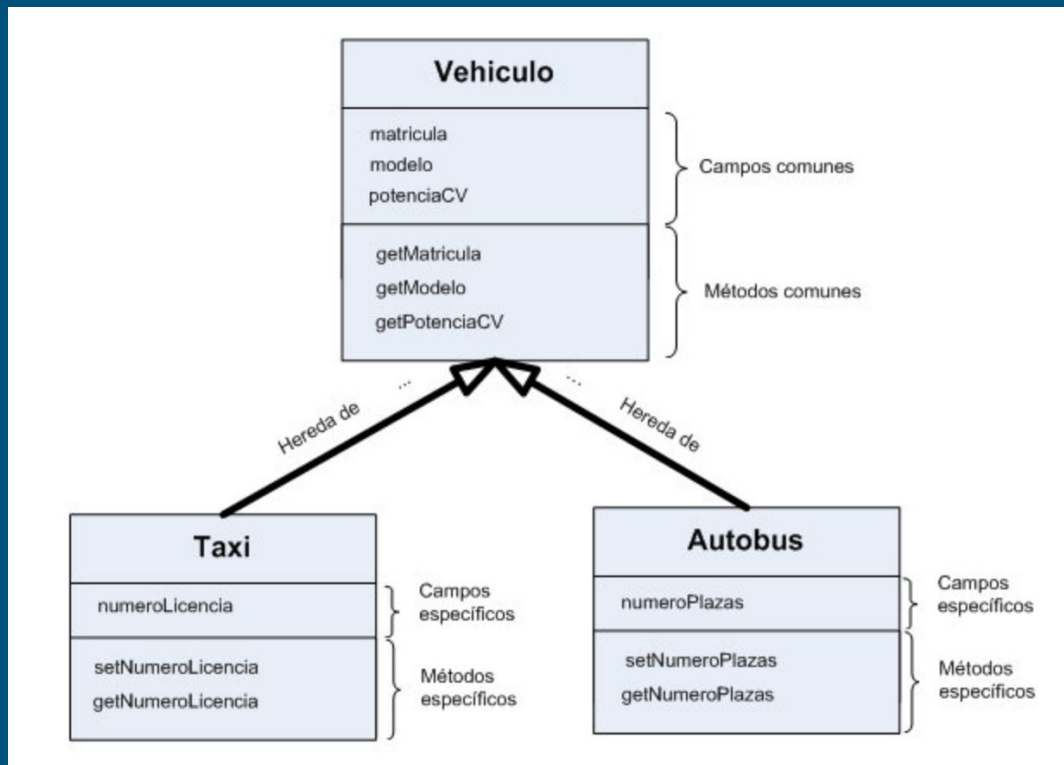 Vehiculo
matricula
modelo
potenciaCV
Campos comunes
getMatricula
getModelo
getPotenciaCV
Métodos comunes
...
...
Hereda de
Hereda de
Taxi
numeroLicencia
Campos
específicos
setNumeroLicencia
getNumeroLicencia
Métodos
específicos
Autobus
numeroPlazas
Campos
específicos
setNumeroPlazas
getNumeroPlazas
Métodos
específicos